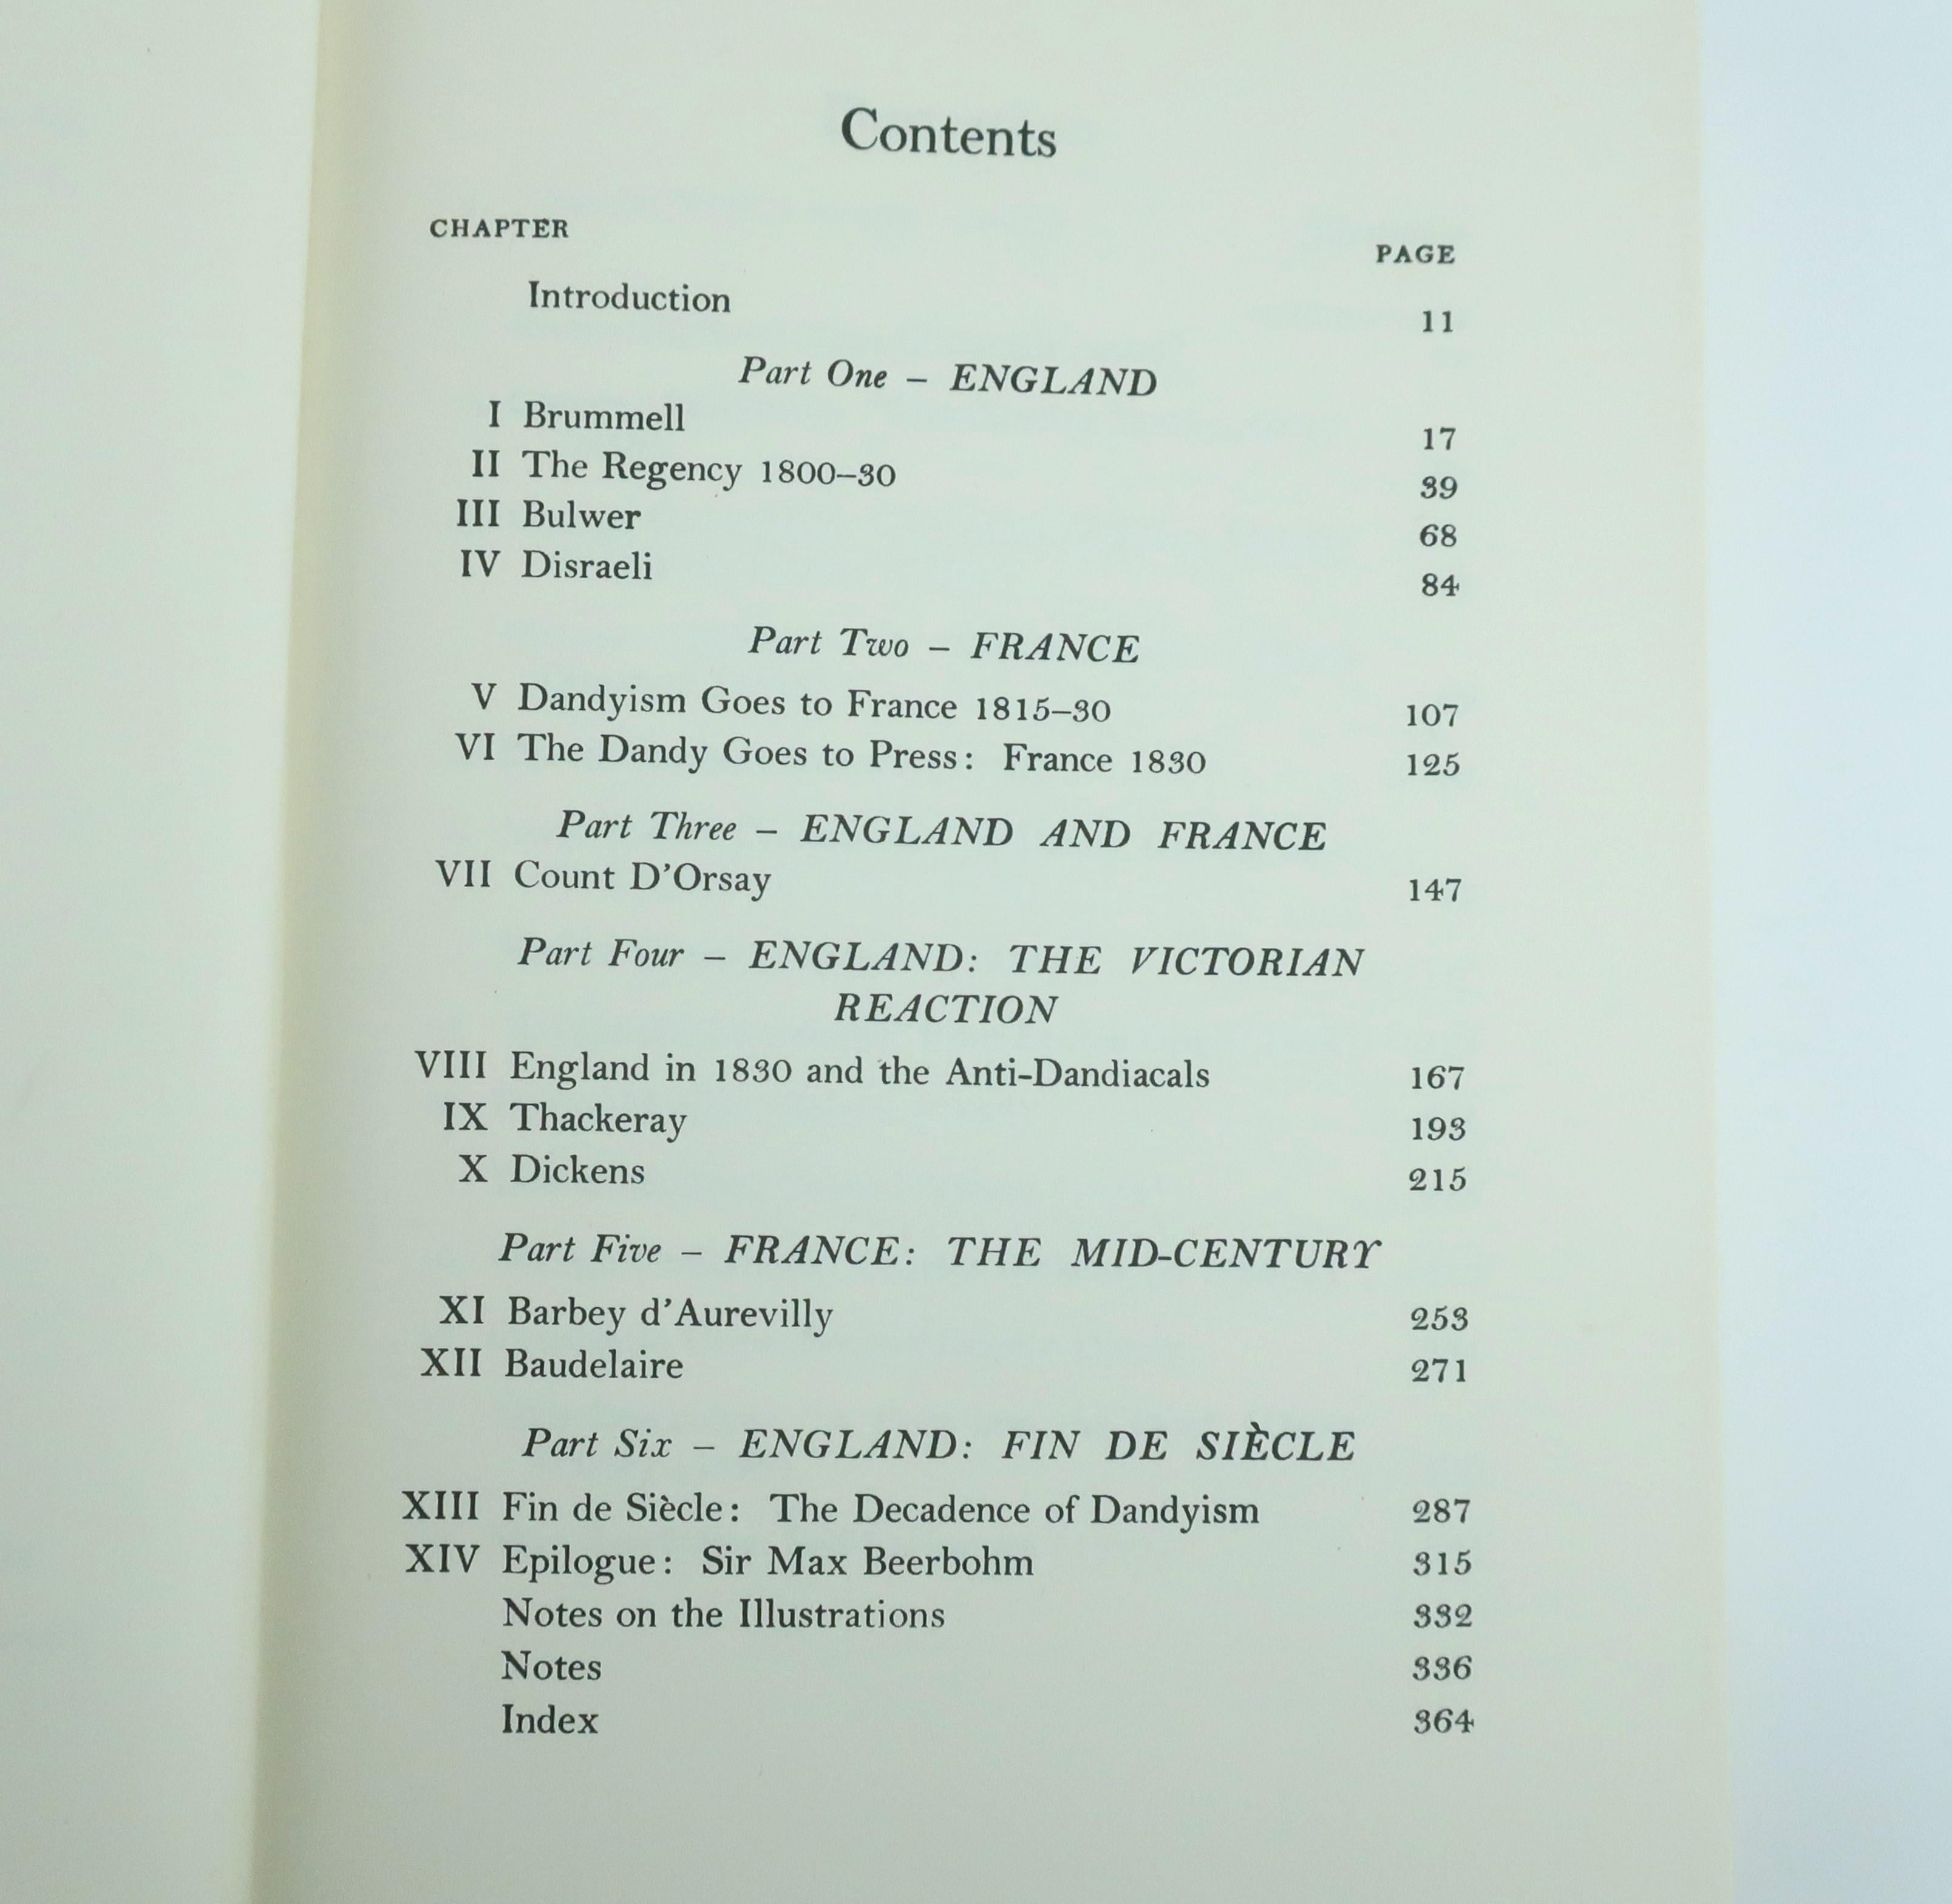 Contents
CHAPTER PAGE
Introduction 11
Part One – ENGLAND
I Brummell 17
II The Regency 1800–30 39
III Bulwer 68
IV Disraeli 84
Part Two – FRANCE
V Dandyism Goes to France 1815–30 107
VI The Dandy Goes to Press: France 1830 125
Part Three – ENGLAND AND FRANCE
VII Count D'Orsay 147
Part Four – ENGLAND: THE VICTORIAN
REACTION
VIII England in 1830 and the Anti-Dandiacals 167
IX Thackeray 193
X Dickens 215
Part Five – FRANCE: THE MID-CENTURY
XI Barbey d'Aurevilly 253
XII Baudelaire 271
Part Six – ENGLAND: FIN DE SIÈCLE
XIII Fin de Siècle: The Decadence of Dandyism 287
XIV Epilogue: Sir Max Beerbohm 315
Notes on the Illustrations 332
Notes 336
Index 364